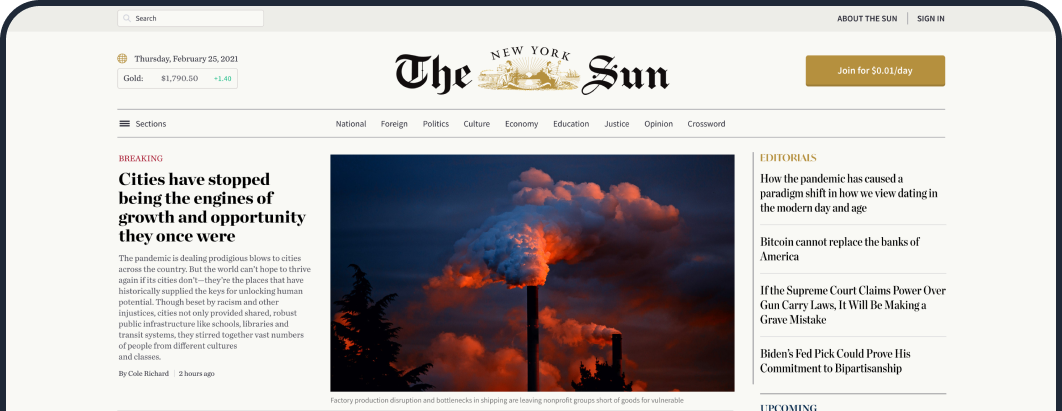 Search
ABOUT THE SUN
SIGN IN
Thursday, February 25, 2021
Gold: $1,790.50 +1.40
The NEW YORK Sun
Join for $0.01/day
Sections
National Foreign Politics Culture Economy Education Justice Opinion Crossword
BREAKING
Cities have stopped
being the engines of
growth and opportunity
they once were
The pandemic is dealing prodigious blows to cities
across the country. But the world can't hope to thrive
again if its cities don't—they're the places that have
historically supplied the keys for unlocking human
potential. Though beset by racism and other
injustices, cities not only provided shared, robust
public infrastructure like schools, libraries and
transit systems, they stirred together vast numbers
of people from different cultures
and classes.
By Cole Richard | 2 hours ago
Factory production disruption and bottlenecks in shipping are leaving nonprofit groups short of goods for vulnerable
EDITORIALS
How the pandemic has caused a
paradigm shift in how we view dating in
the modern day and age
Bitcoin cannot replace the banks of
America
If the Supreme Court Claims Power Over
Gun Carry Laws, It Will Be Making a
Grave Mistake
Biden's Fed Pick Could Prove His
Commitment to Bipartisanship
UPCOMING